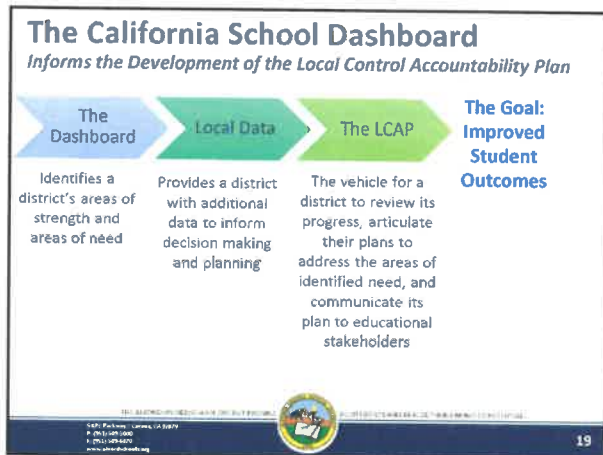 The California School Dashboard
Informs the Development of the Local Control Accountability Plan
The
Dashboard
Identifies a
district's areas of
strength and
areas of need
Local Data
Provides a district
with additional
data to inform
decision making
and planning
The LCAP
The vehicle for a
district to review its
progress, articulate
their plans to
address the areas of
identified need, and
communicate its
plan to educational
stakeholders
The Goal:
Improved
Student
Outcomes
19